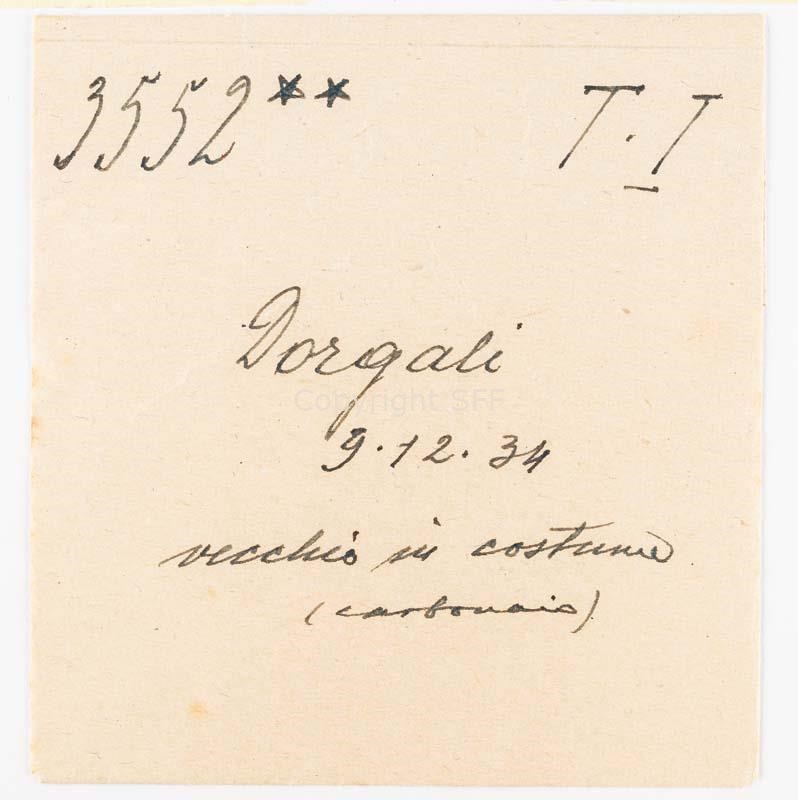 3552** T.I
Dorgali
Copyright SFF
9.12.34
vecchio in costume
(carbonaio)